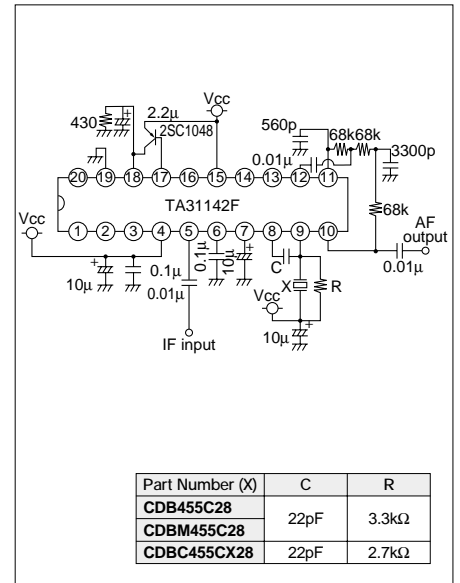 Vcc
2.2μ
430
2SC1048
560p
68k 68k
0.01μ
3300p
20 19 18 17 16 15 14 13 12 11
TA31142F
68k
1 2 3 4 5 6 7 8 9 10
Vcc
AF
output
0.1μ
10μ
C
0.01μ
10μ
0.1μ
0.01μ
X
R
Vcc
10μ
IF input
Part Number (X) C R
CDB455C28 22pF 3.3kΩ
CDBM455C28
CDBC455CX28 22pF 2.7kΩ